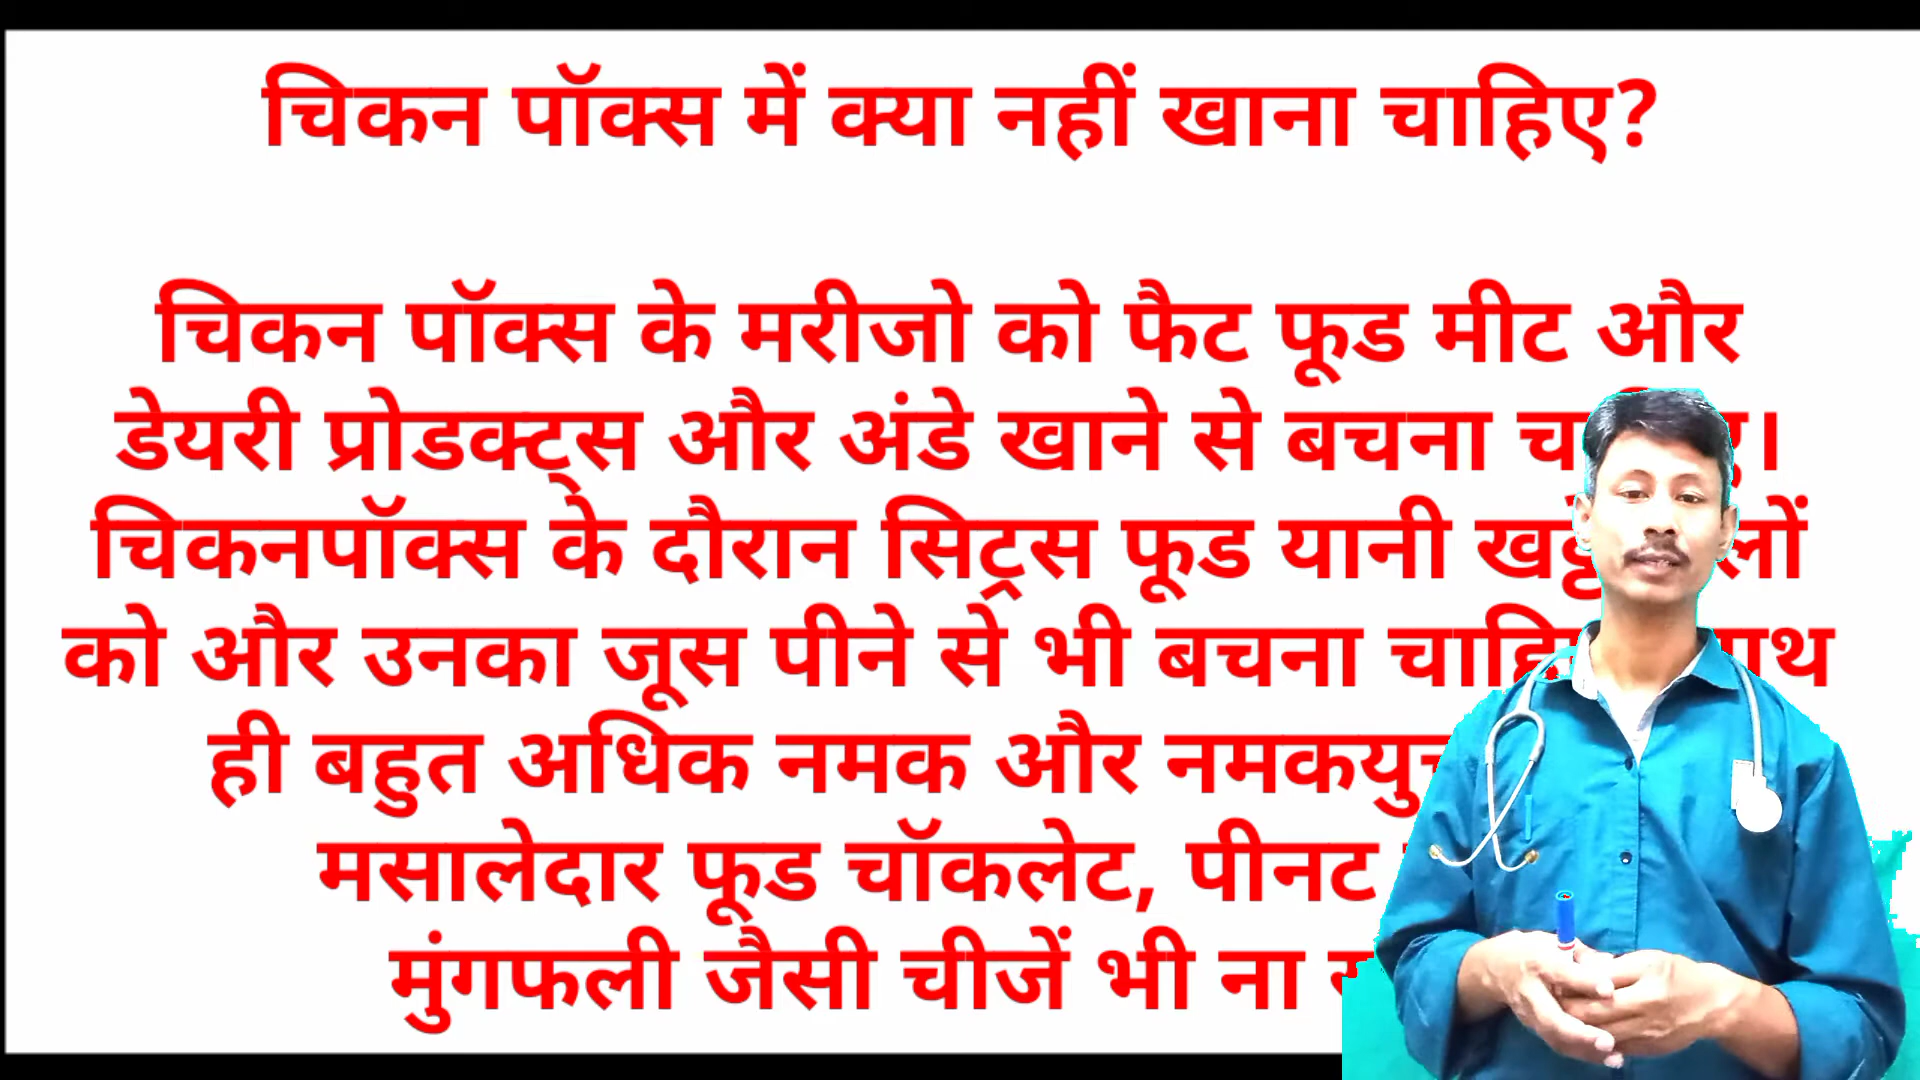 चिकन पॉक्स में क्या नहीं खाना चाहिए?
चिकन पॉक्स के मरीजो को फैट फूड मीट और
डेयरी प्रोडक्ट्स और अंडे खाने से बचना
चिकनपॉक्स के दौरान सिट्रस फूड यानी
को और उनका जूस पीने से भी बचना
ही बहुत अधिक नमक और
मसालेदार फूड चॉकलेट, पीनट
मुंगफली जैसी चीजें भी ना